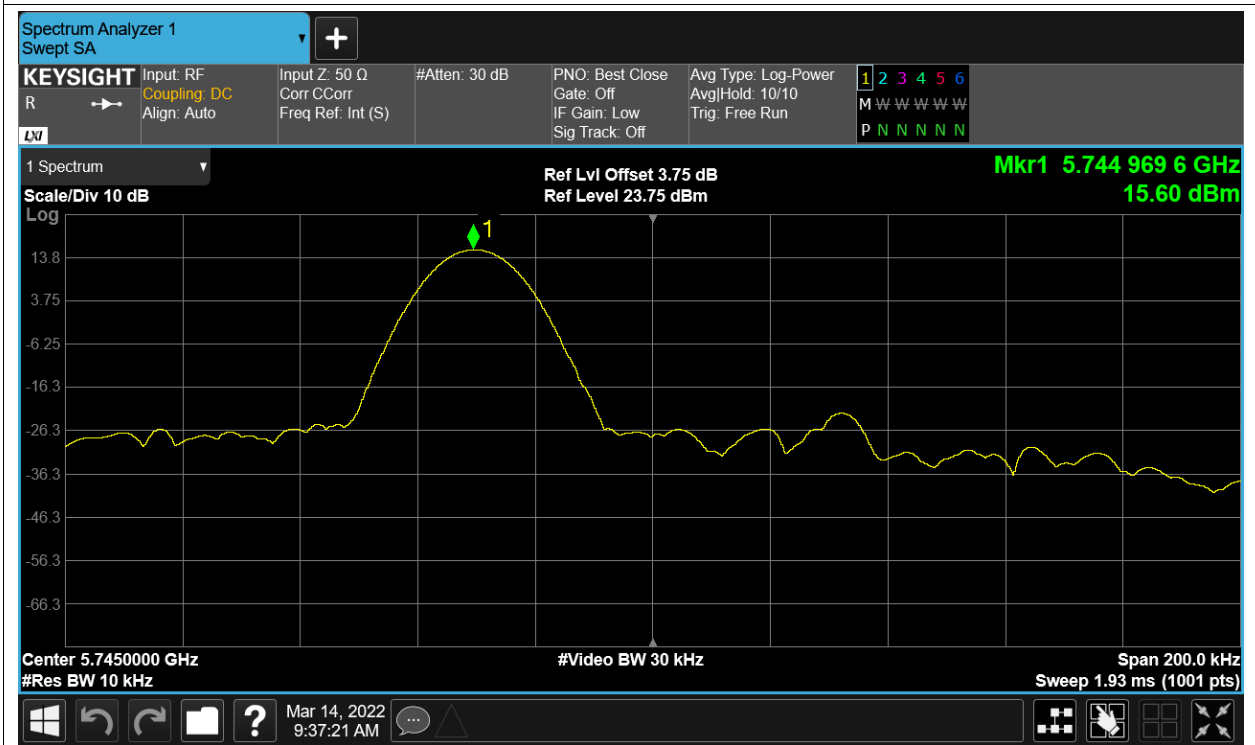 Spectrum Analyzer 1
Swept SA
KEYSIGHT
R
LXI
Input: RF
Coupling: DC
Align: Auto
Input Z: 50 Ω
Corr CCorr
Freq Ref: Int (S)
#Atten: 30 dB
PNO: Best Close
Gate: Off
IF Gain: Low
Sig Track: Off
Avg Type: Log-Power
Avg|Hold: 10/10
Trig: Free Run
1 2 3 4 5 6
M W W W W W
P N N N N N
1 Spectrum
Scale/Div 10 dB
Log
Ref Lvl Offset 3.75 dB
Ref Level 23.75 dBm
Mkr1 5.744 969 6 GHz
15.60 dBm
1
13.8
3.75
-6.25
-16.3
-26.3
-36.3
-46.3
-56.3
-66.3
Center 5.7450000 GHz
#Res BW 10 kHz
#Video BW 30 kHz
Span 200.0 kHz
Sweep 1.93 ms (1001 pts)
?
Mar 14, 2022
9:37:21 AM